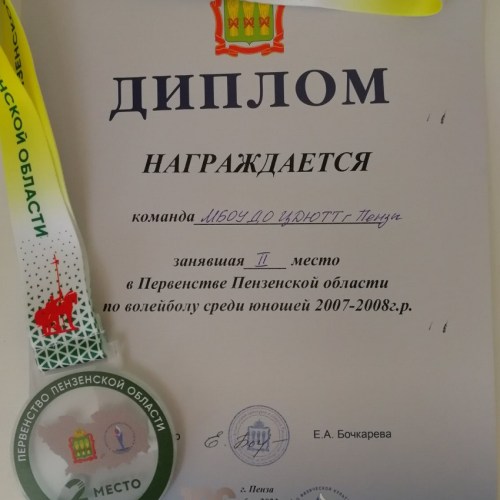 ДИПЛОМ
НАГРАЖДАЕТСЯ
команда МБОУ ДО ЦДЮТТ г Пензы
занявшая II место
в Первенстве Пензенской области
по волейболу среди юношей 2007-2008г.р.
Е.А. Бочкарева
г. Пенза
НСКОЙ ОБЛАСТИ
ПЕРВЕНСТВО ПЕНЗЕНСКОЙ ОБЛАСТИ
2 МЕСТО